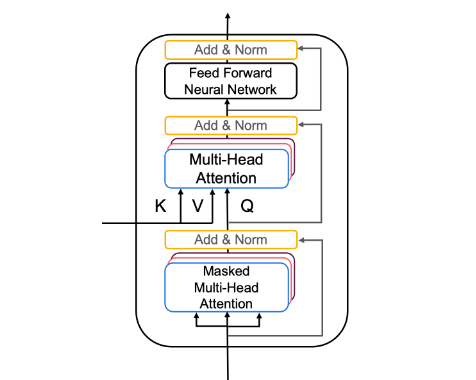 Add & Norm
Feed Forward
Neural Network
Add & Norm
Multi-Head
Attention
K V Q
Add & Norm
Masked
Multi-Head
Attention